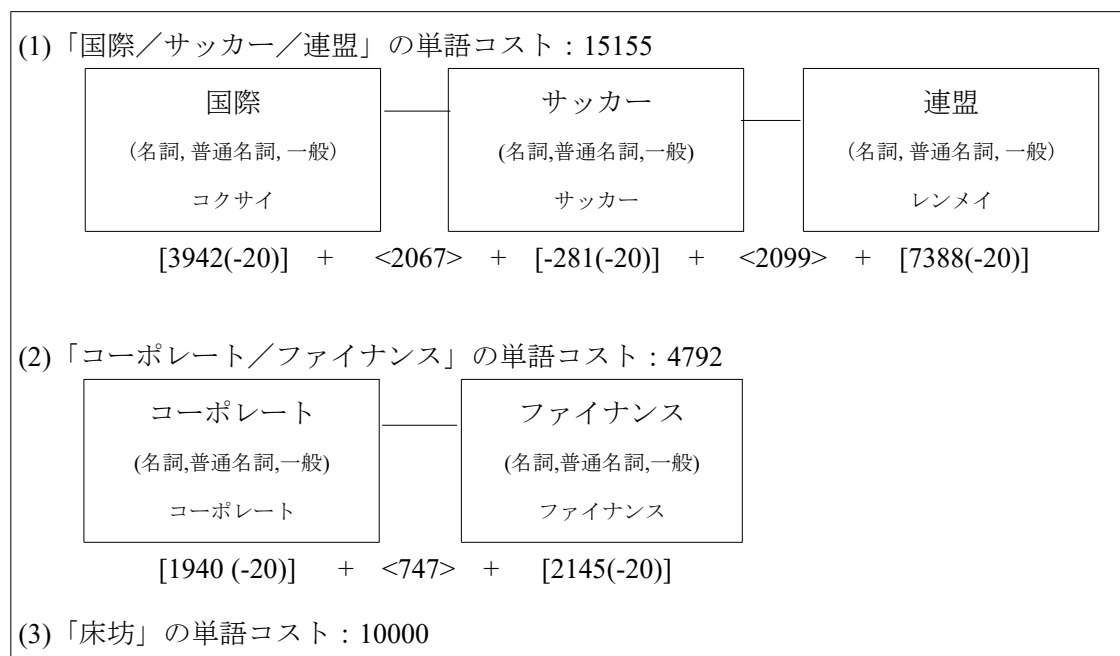 (1)「国際／サッカー／連盟」の単語コスト：15155
国際 サッカー 連盟
(名詞, 普通名詞, 一般) (名詞,普通名詞,一般) (名詞, 普通名詞, 一般)
コクサイ サッカー レンメイ
[3942(-20)] + <2067> + [-281(-20)] + <2099> + [7388(-20)]
(2)「コーポレート／ファイナンス」の単語コスト：4792
コーポレート ファイナンス
(名詞,普通名詞,一般) (名詞,普通名詞,一般)
コーポレート ファイナンス
[1940 (-20)] + <747> + [2145(-20)]
(3)「床坊」の単語コスト：10000